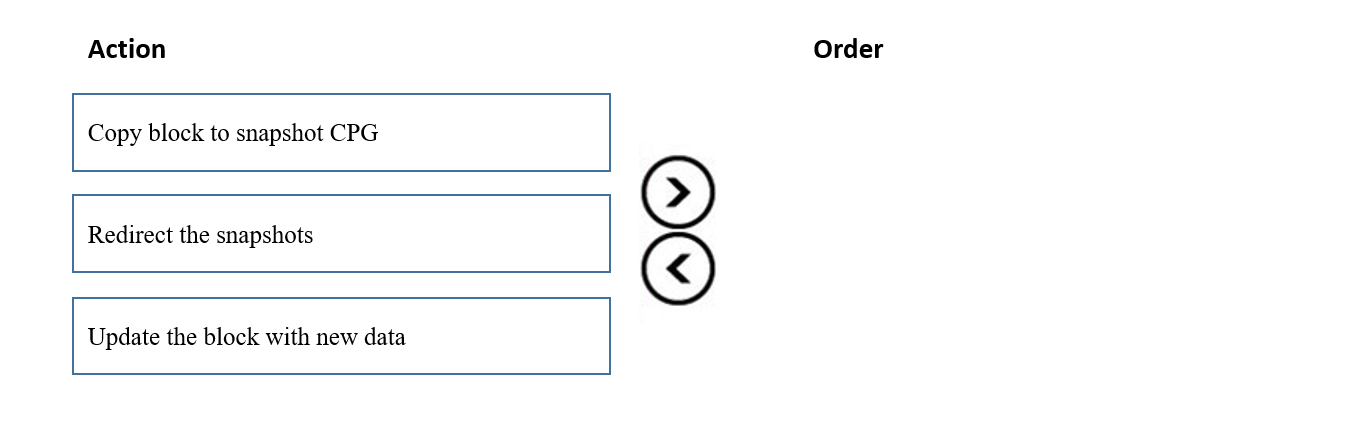 Action
Order
Copy block to snapshot CPG
Redirect the snapshots
Update the block with new data